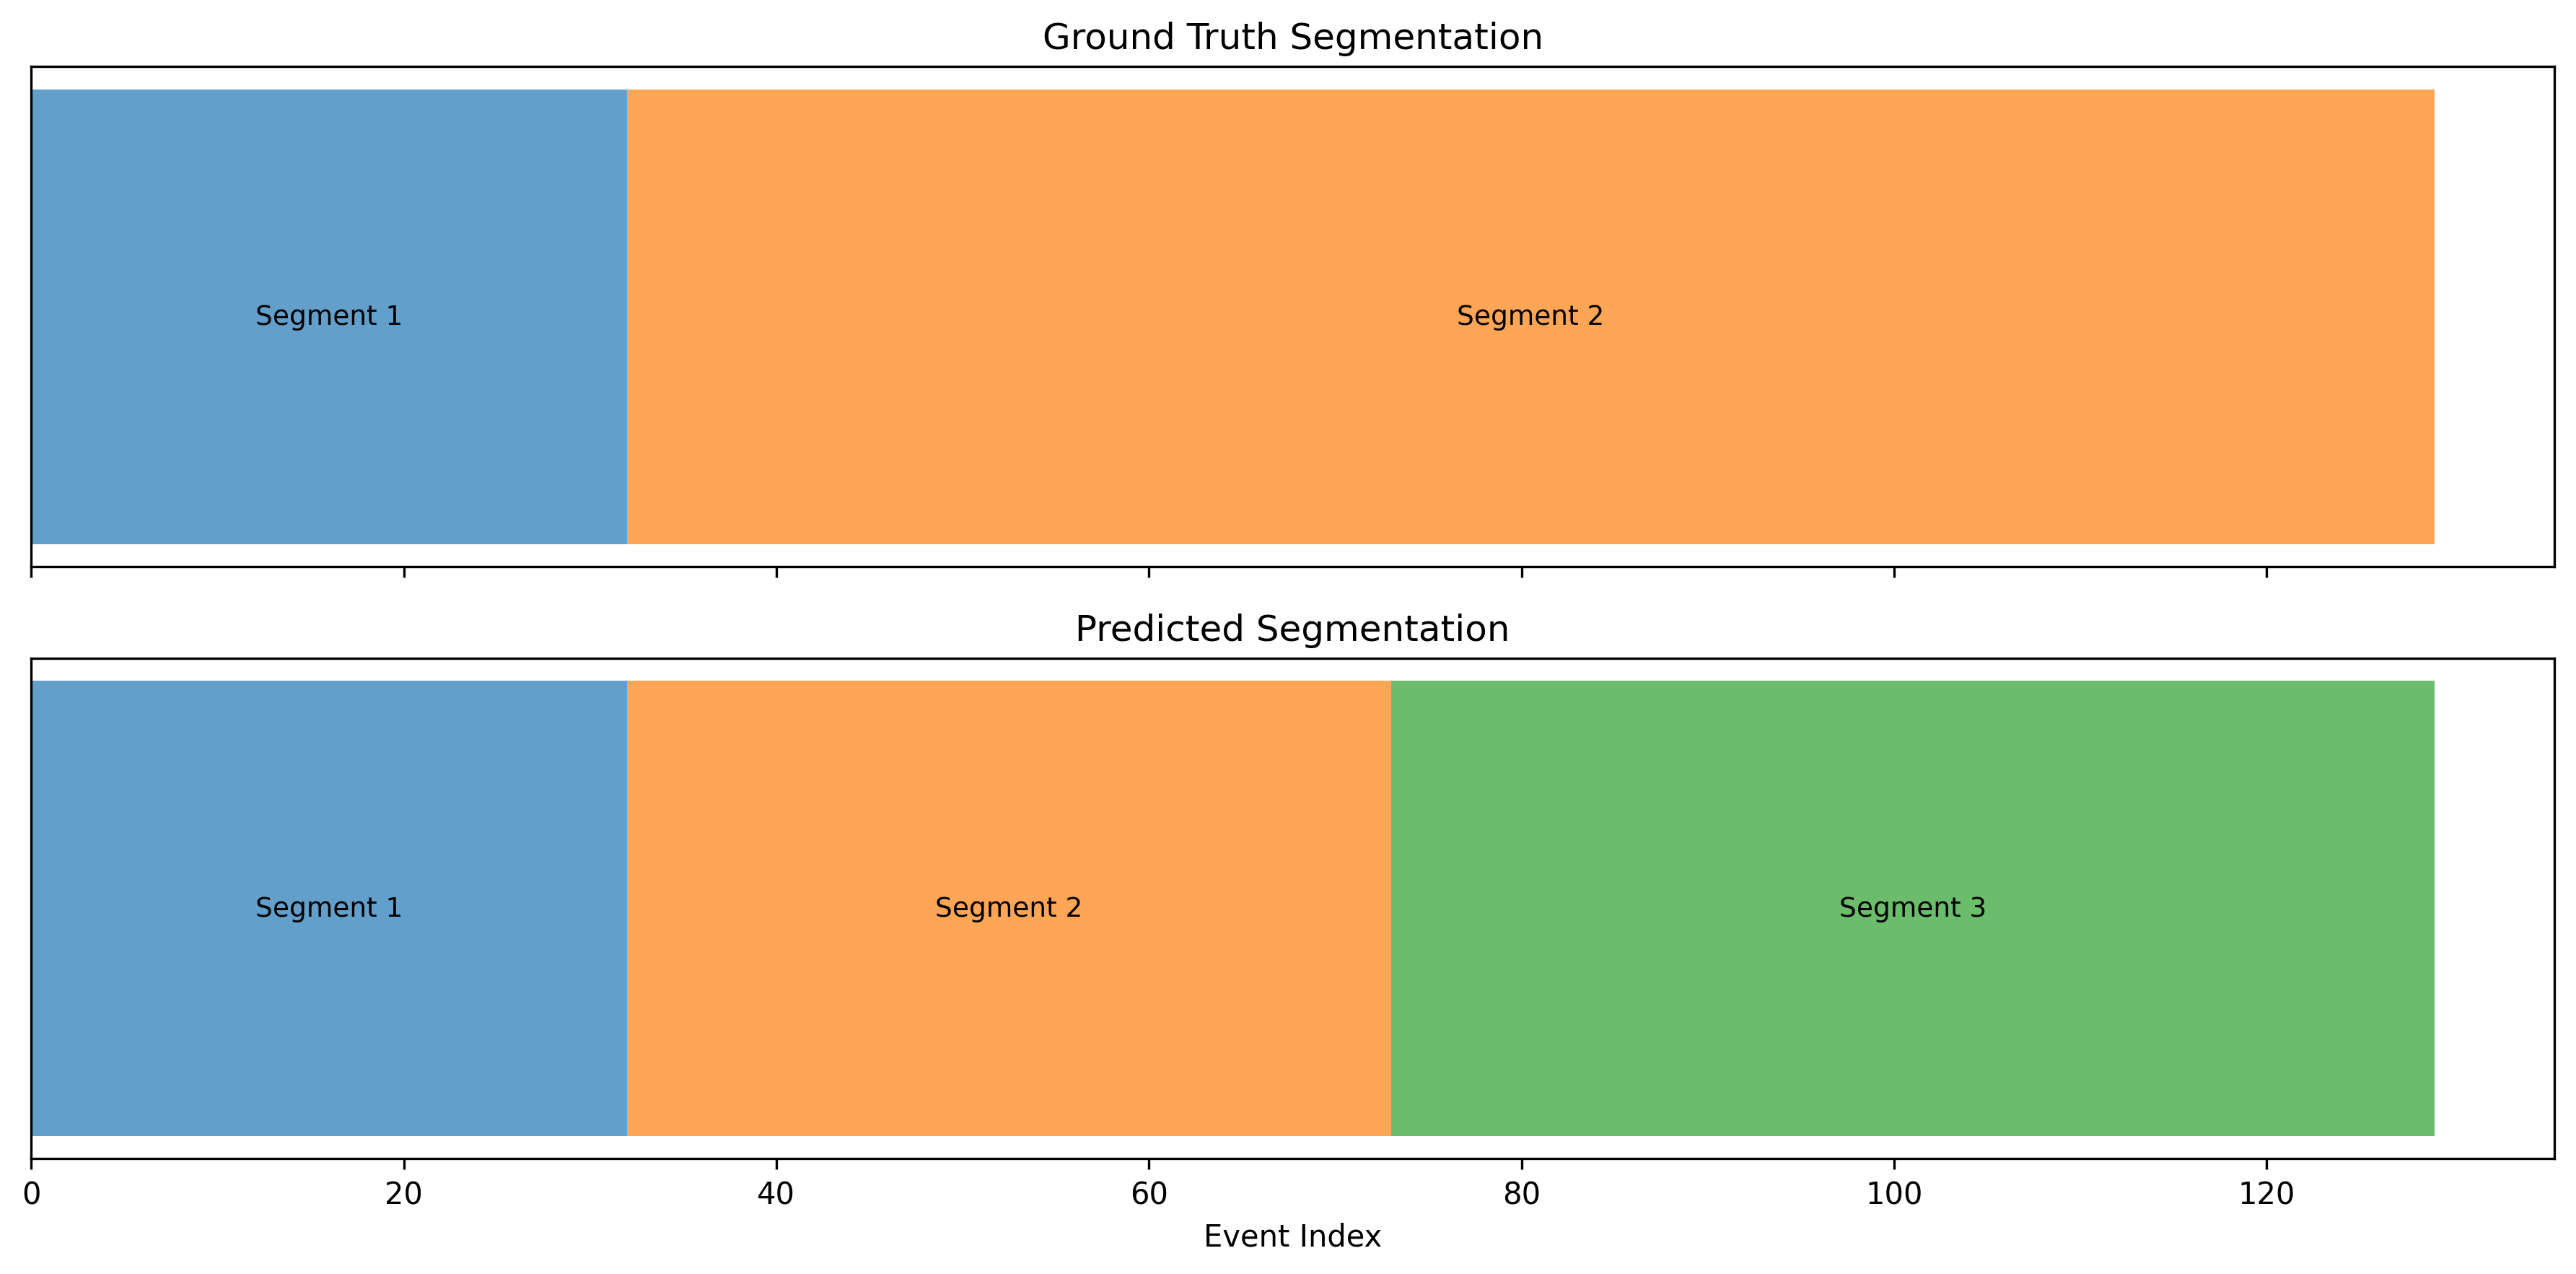 Ground Truth Segmentation
Segment 1 Segment 2
Predicted Segmentation
Segment 1 Segment 2 Segment 3
0 20 40 60 80 100 120
Event Index